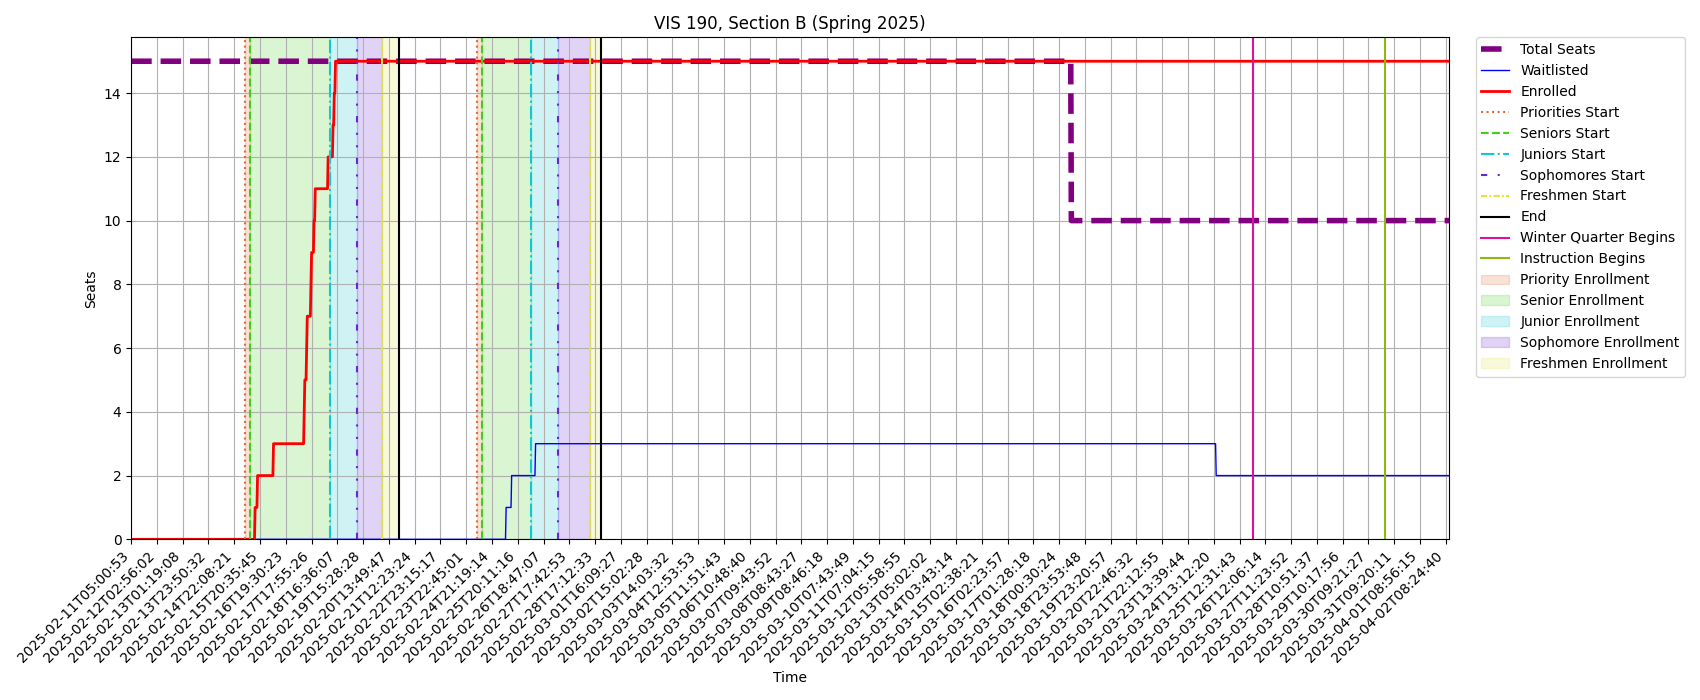 VIS 190, Section B (Spring 2025)
Seats
14
12
10
8
6
4
2
0
2025-02-11T05:00:53
2025-02-12T02:56:02
2025-02-13T01:19:08
2025-02-13T23:50:32
2025-02-14T22:08:21
2025-02-15T20:35:45
2025-02-16T19:30:23
2025-02-17T17:55:26
2025-02-18T16:36:07
2025-02-19T15:28:28
2025-02-20T13:49:47
2025-02-21T12:23:24
2025-02-22T23:15:17
2025-02-23T22:45:01
2025-02-24T21:19:14
2025-02-25T20:11:16
2025-02-26T18:47:07
2025-02-27T17:42:53
2025-02-28T17:12:33
2025-03-01T16:09:27
2025-03-02T15:02:28
2025-03-03T14:03:32
2025-03-04T12:53:53
2025-03-05T11:51:43
2025-03-06T10:48:40
2025-03-07T09:43:52
2025-03-08T08:43:27
2025-03-09T08:46:18
2025-03-10T07:43:49
2025-03-11T07:04:15
2025-03-12T05:58:55
2025-03-13T05:02:02
2025-03-14T03:43:14
2025-03-15T02:38:21
2025-03-16T02:23:57
2025-03-17T01:28:18
2025-03-18T00:30:24
2025-03-18T23:53:48
2025-03-19T23:20:57
2025-03-20T22:46:32
2025-03-21T22:12:55
2025-03-23T13:39:44
2025-03-24T13:12:20
2025-03-25T12:31:43
2025-03-26T12:06:14
2025-03-27T11:23:52
2025-03-28T10:51:37
2025-03-29T10:17:56
2025-03-30T09:21:27
2025-03-31T09:20:11
2025-04-01T08:56:15
2025-04-02T08:24:40
Time
Total Seats
Waitlisted
Enrolled
Priorities Start
Seniors Start
Juniors Start
Sophomores Start
Freshmen Start
End
Winter Quarter Begins
Instruction Begins
Priority Enrollment
Senior Enrollment
Junior Enrollment
Sophomore Enrollment
Freshmen Enrollment